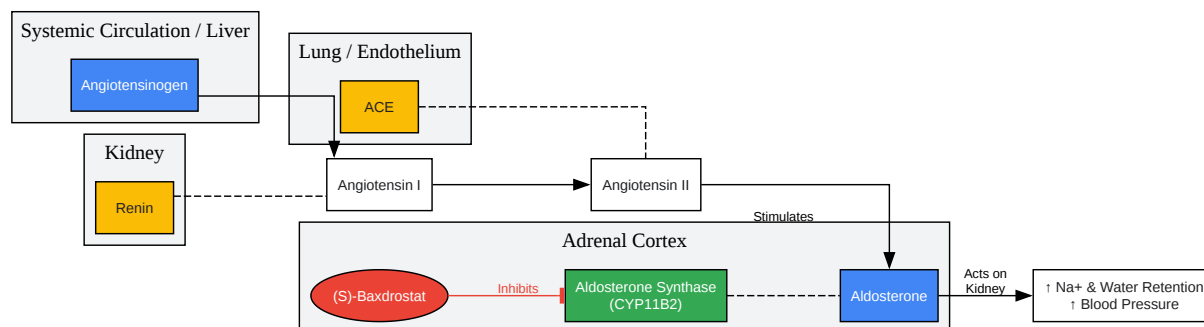 Systemic Circulation / Liver
Angiotensinogen
Lung / Endothelium
ACE
Kidney
Renin
Angiotensin I
Angiotensin II
Stimulates
Adrenal Cortex
(S)-Baxdrostat
Inhibits
Aldosterone Synthase
(CYP11B2)
Aldosterone
Acts on
Kidney
↑ Na+ & Water Retention
↑ Blood Pressure